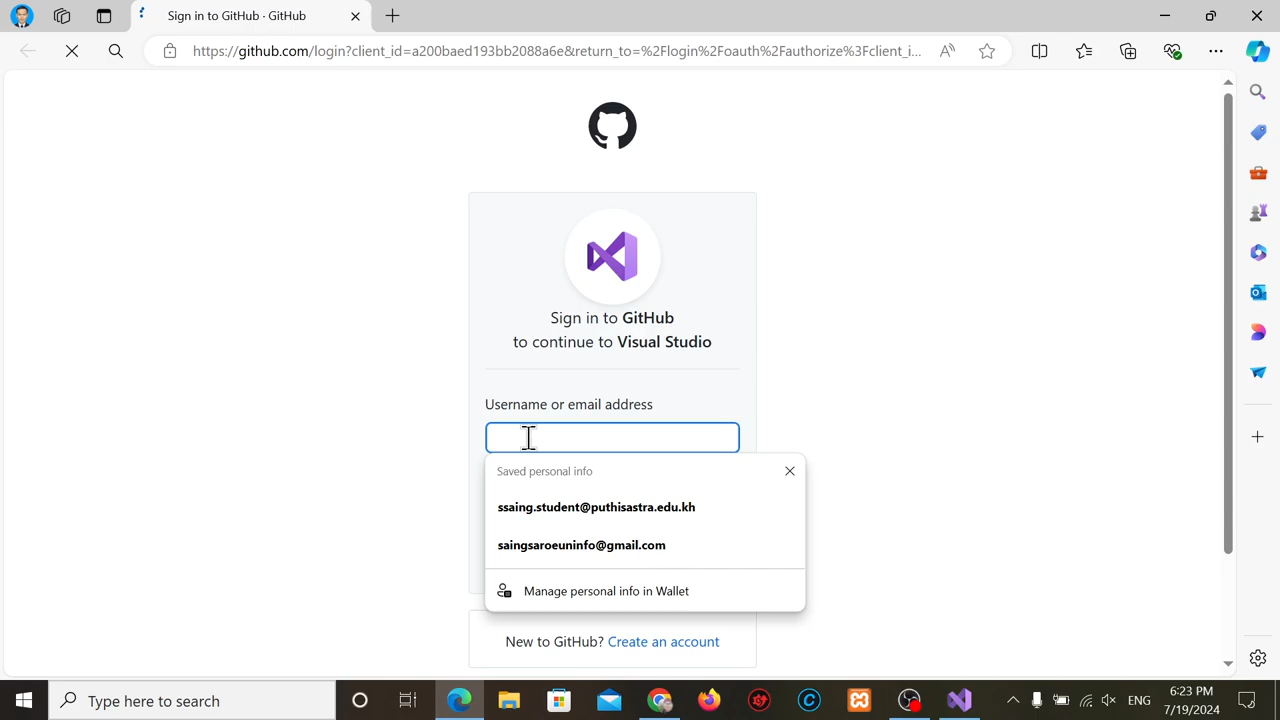 Sign in to GitHub · GitHub
https://github.com/login?client_id=a200baed193bb2088a6e&return_to=%2Flogin%2Foauth%2Fauthorize%3Fclient_i...
Sign in to GitHub
to continue to Visual Studio
Username or email address
Saved personal info
ssaing.student@puthisastra.edu.kh
saingsaroeuninfo@gmail.com
Manage personal info in Wallet
New to GitHub? Create an account
Type here to search
ENG
6:23 PM
7/19/2024